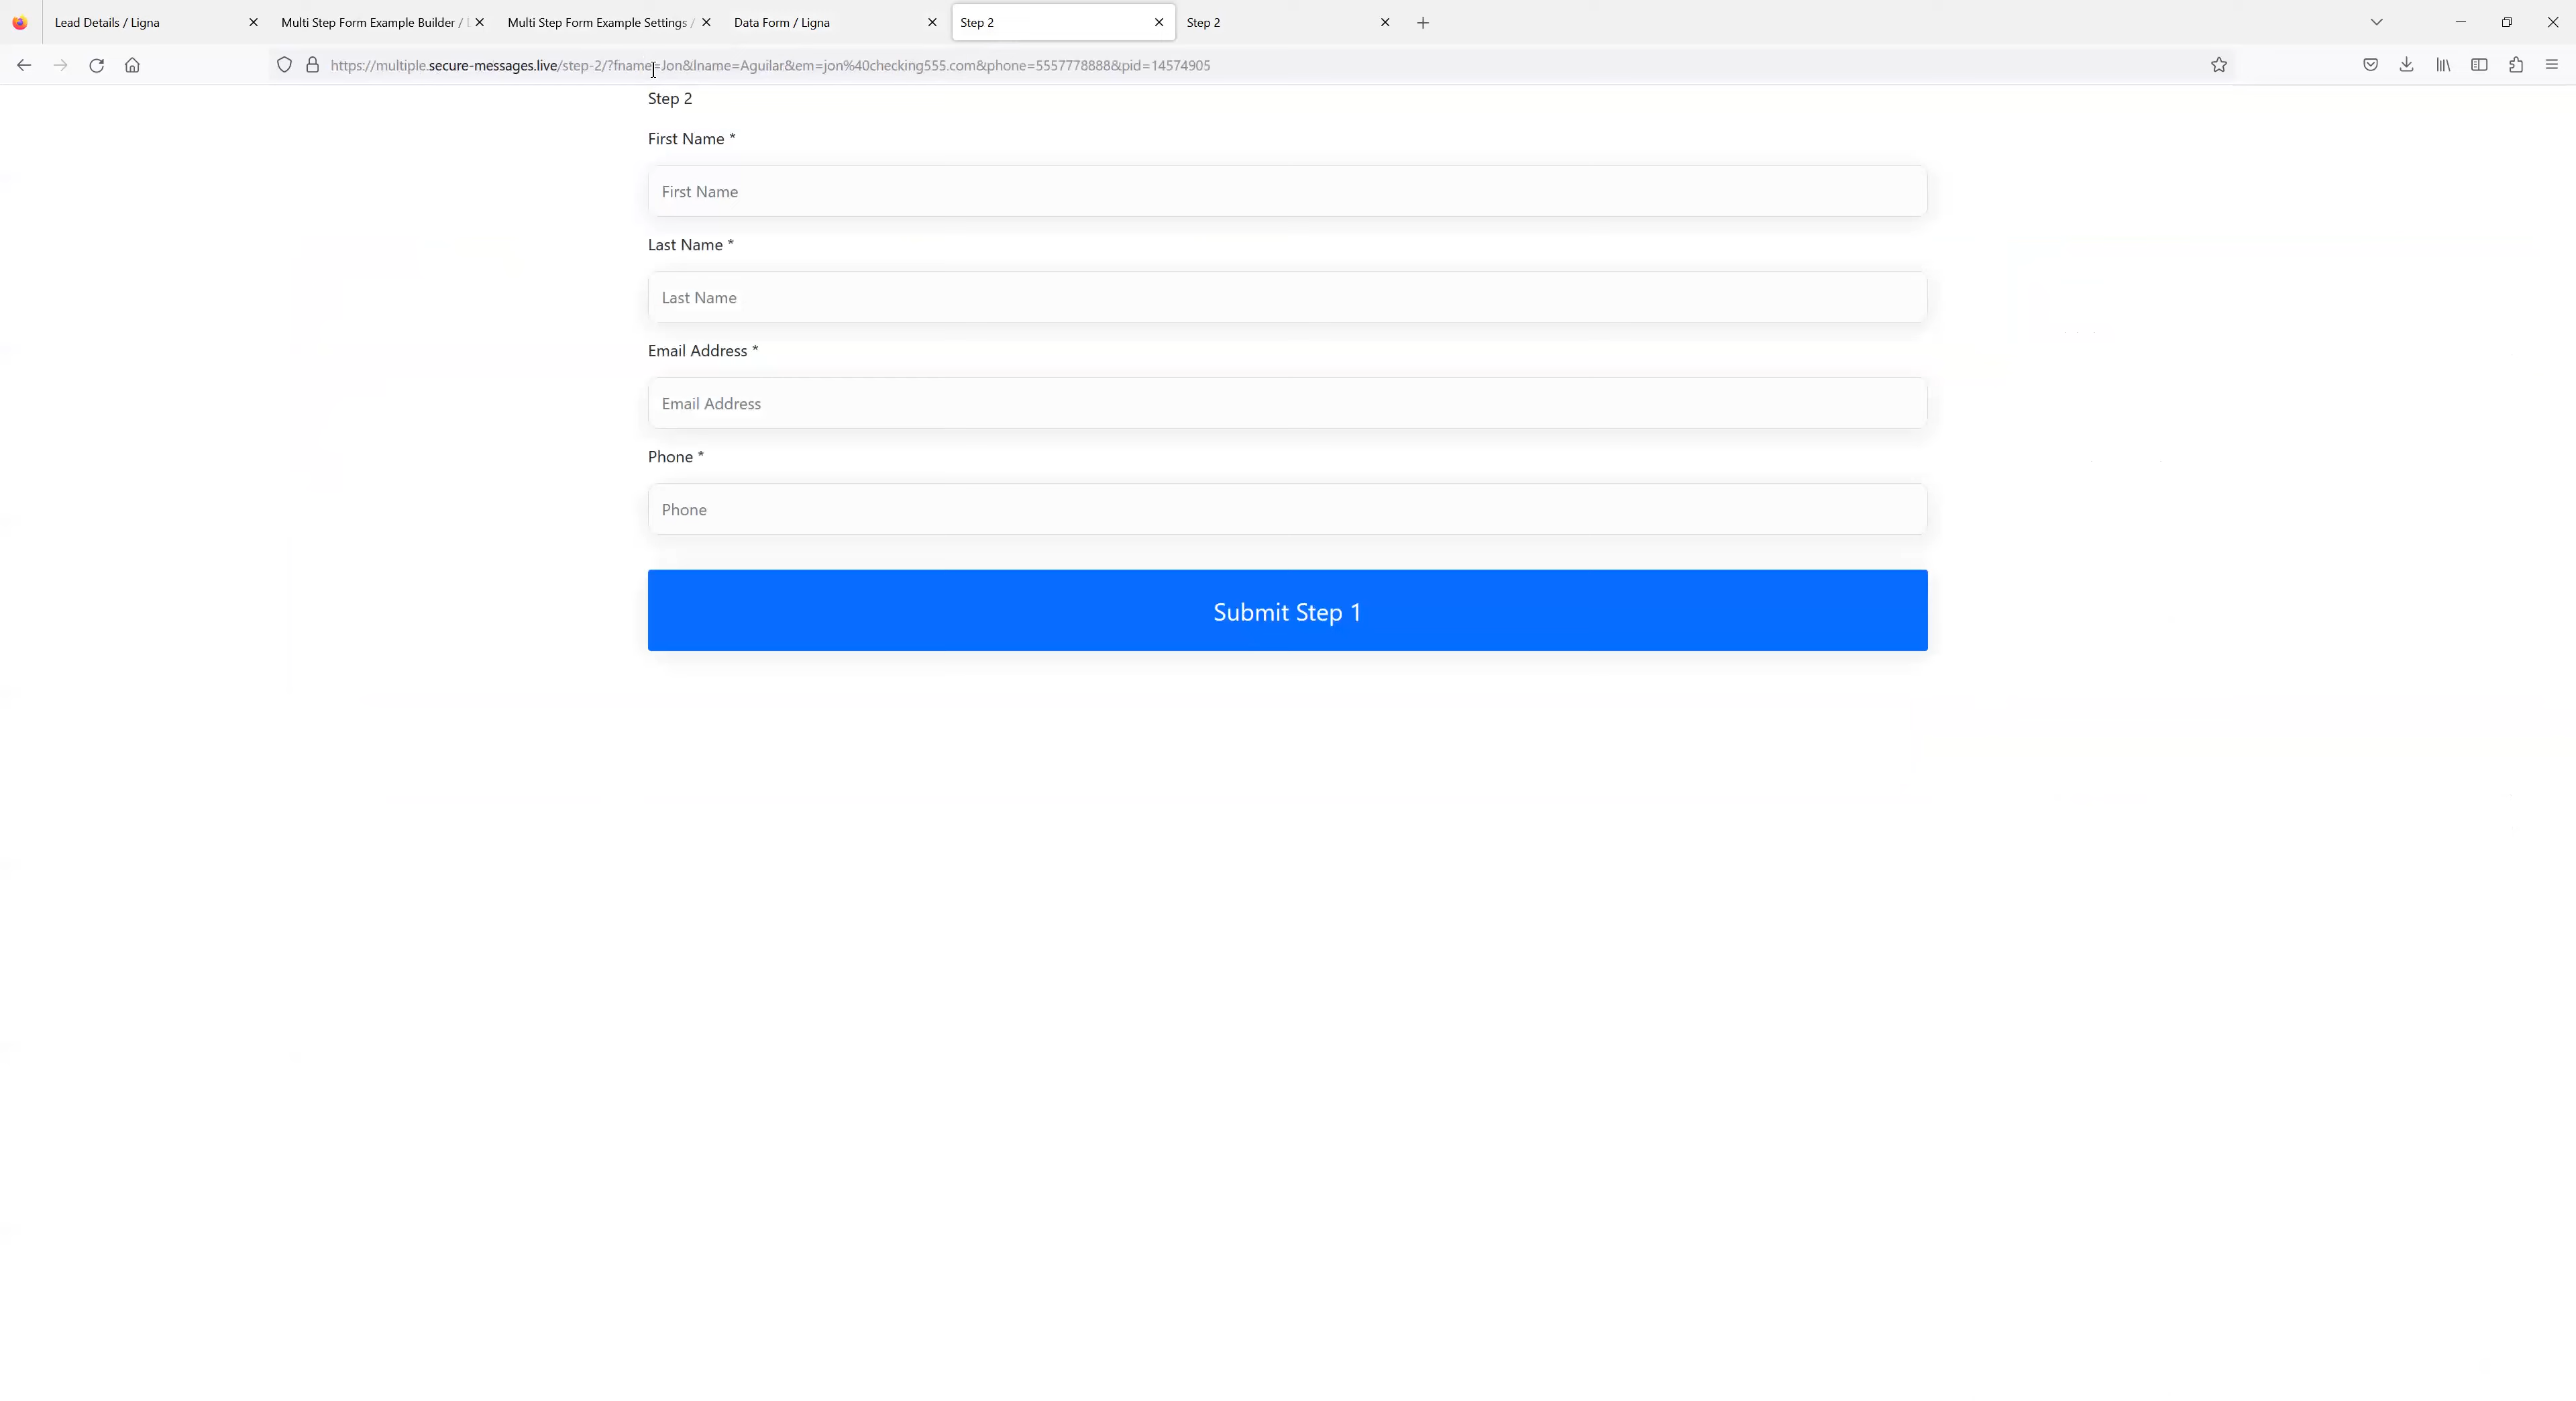 Lead Details / Ligna
Multi Step Form Example Builder /
Multi Step Form Example Settings /
Data Form / Ligna
Step 2
Step 2
https://multiple.secure-messages.live/step-2/?fname=Jon&lname=Aguilar&em=jon%40checking555.com&phone=5557778888&pid=14574905
Step 2
First Name *
First Name
Last Name *
Last Name
Email Address *
Email Address
Phone *
Phone
Submit Step 1